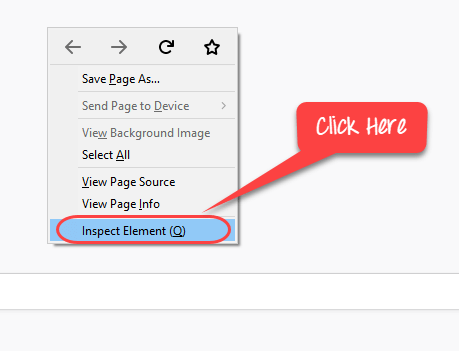 Save Page As...
Send Page to Device
Click Here
View Background Image
Select All
View Page Source
View Page Info
Inspect Element (Q)